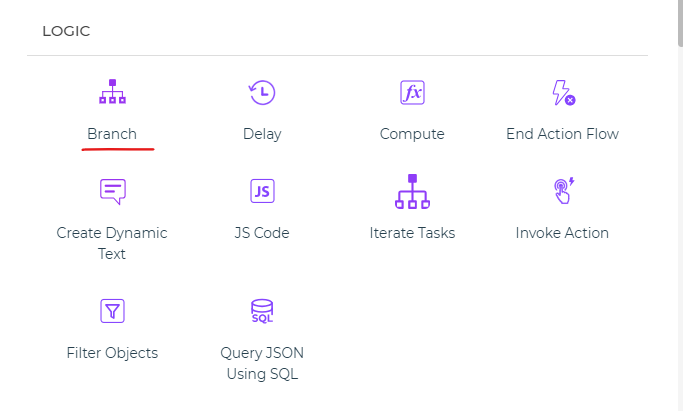 LOGIC
Branch
Delay
fx
Compute
End Action Flow
Create Dynamic
Text
JS
JS Code
Iterate Tasks
Invoke Action
Filter Objects
SQL
Query JSON
Using SQL